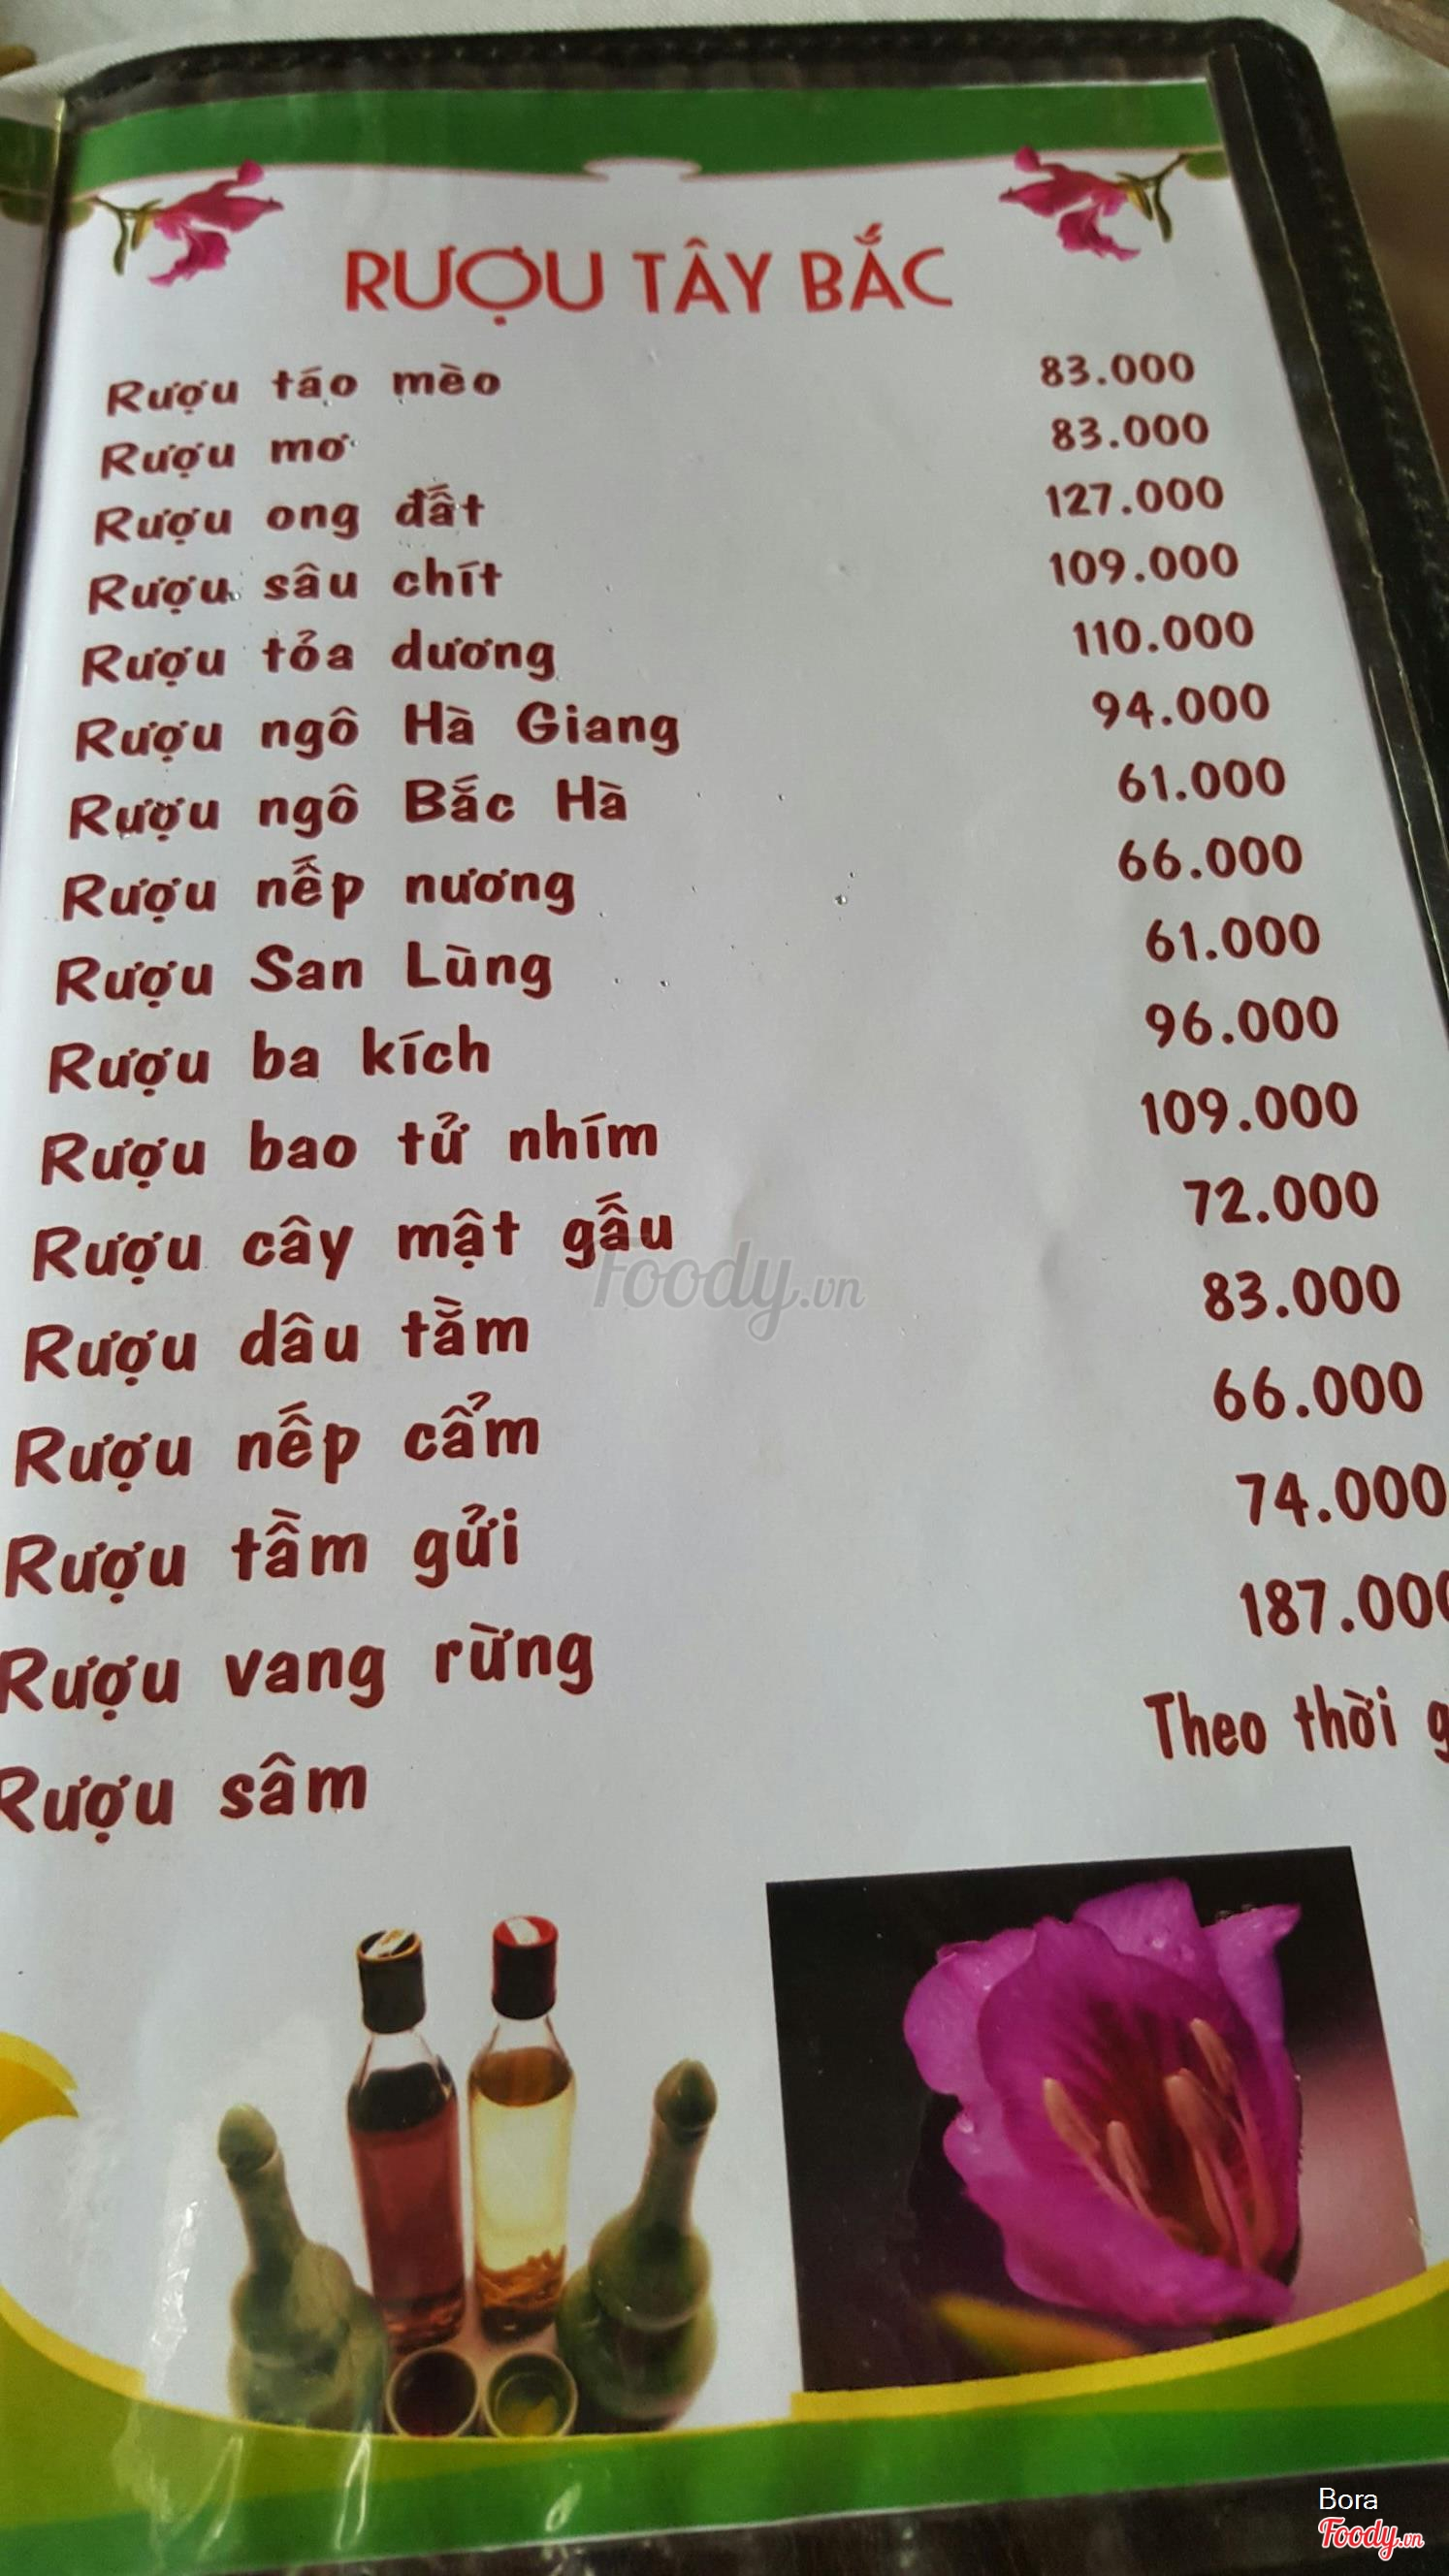 RƯỢU TÂY BẮC
Rượu táo mèo 83.000
Rượu mơ 83.000
Rượu ong đất 127.000
Rượu sâu chít 109.000
Rượu tỏa dương 110.000
Rượu ngô Hà Giang 94.000
Rượu ngô Bắc Hà 61.000
Rượu nếp nương 66.000
Rượu San Lùng 61.000
Rượu ba kích 96.000
Rượu bao tử nhím 109.000
Rượu cây mật gấu 72.000
Rượu dâu tằm 83.000
Rượu nếp cẩm 66.000
Rượu tầm gửi 74.000
Rượu vang rừng 187.000
Rượu sâm Theo thời
Foody.vn
Bora
Foody.vn